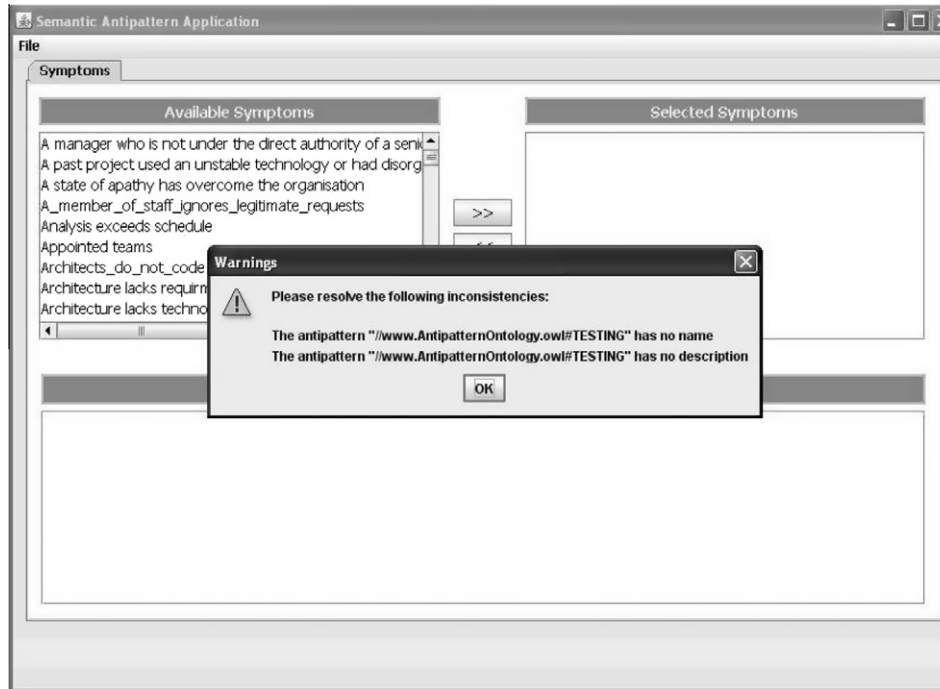 Semantic Antipattern Application
File
Symptoms
Available Symptoms
Selected Symptoms
A manager who is not under the direct authority of a seni
A past project used an unstable technology or had disorg
A state of apathy has overcome the organisation
A_member_of_staff_ignores_legitimate_requests
Analysis exceeds schedule
Appointed teams
Architects_do_not_code
Architecture lacks requirm
Architecture lacks techno
>>
Warnings
Please resolve the following inconsistencies:
The antipattern "//www.AntipatternOntology.owl#TESTING" has no name
The antipattern "//www.AntipatternOntology.owl#TESTING" has no description
OK